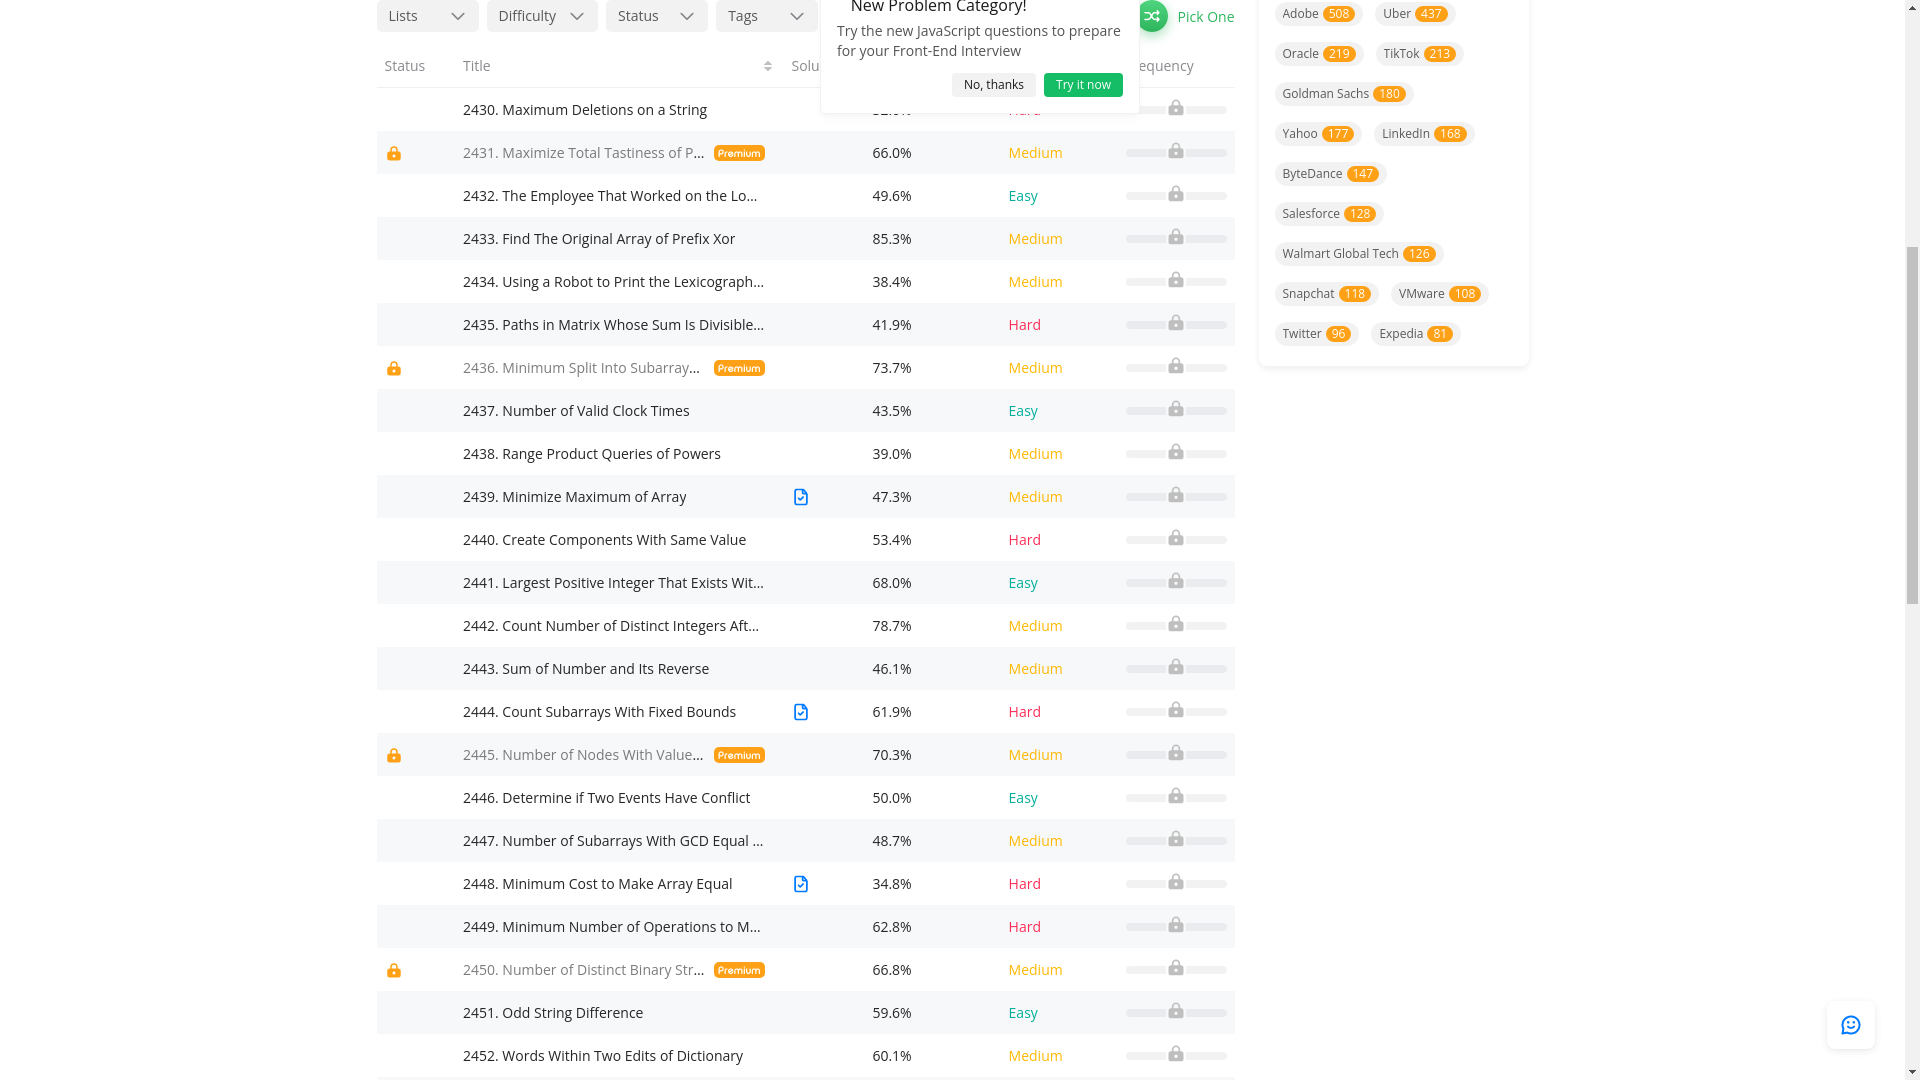 Lists Difficulty Status Tags
New Problem Category!
Try the new JavaScript questions to prepare
for your Front-End Interview
No, thanks Try it now
Pick One
Status Title Solu equency
2430. Maximum Deletions on a String
2431. Maximize Total Tastiness of P... Premium 66.0% Medium
2432. The Employee That Worked on the Lo... 49.6% Easy
2433. Find The Original Array of Prefix Xor 85.3% Medium
2434. Using a Robot to Print the Lexicograph... 38.4% Medium
2435. Paths in Matrix Whose Sum Is Divisible... 41.9% Hard
2436. Minimum Split Into Subarray... Premium 73.7% Medium
2437. Number of Valid Clock Times 43.5% Easy
2438. Range Product Queries of Powers 39.0% Medium
2439. Minimize Maximum of Array 47.3% Medium
2440. Create Components With Same Value 53.4% Hard
2441. Largest Positive Integer That Exists Wit... 68.0% Easy
2442. Count Number of Distinct Integers Aft... 78.7% Medium
2443. Sum of Number and Its Reverse 46.1% Medium
2444. Count Subarrays With Fixed Bounds 61.9% Hard
2445. Number of Nodes With Value... Premium 70.3% Medium
2446. Determine if Two Events Have Conflict 50.0% Easy
2447. Number of Subarrays With GCD Equal ... 48.7% Medium
2448. Minimum Cost to Make Array Equal 34.8% Hard
2449. Minimum Number of Operations to M... 62.8% Hard
2450. Number of Distinct Binary Str... Premium 66.8% Medium
2451. Odd String Difference 59.6% Easy
2452. Words Within Two Edits of Dictionary 60.1% Medium
Adobe 508 Uber 437
Oracle 219 TikTok 213
Goldman Sachs 180
Yahoo 177 LinkedIn 168
ByteDance 147
Salesforce 128
Walmart Global Tech 126
Snapchat 118 VMware 108
Twitter 96 Expedia 81